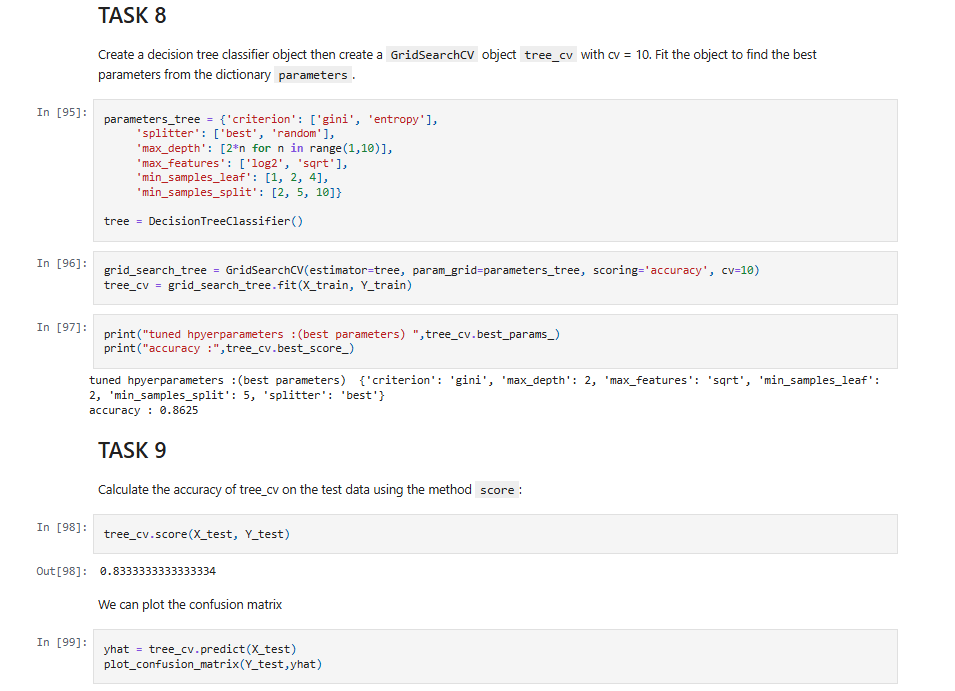 TASK 8
Create a decision tree classifier object then create a GridSearchCV object tree_cv with cv = 10. Fit the object to find the best
parameters from the dictionary parameters.
In [95]:
parameters_tree = {'criterion': ['gini', 'entropy'],
     'splitter': ['best', 'random'],
     'max_depth': [2*n for n in range(1,10)],
     'max_features': ['log2', 'sqrt'],
     'min_samples_leaf': [1, 2, 4],
     'min_samples_split': [2, 5, 10]}
tree = DecisionTreeClassifier()
In [96]:
grid_search_tree = GridSearchCV(estimator=tree, param_grid=parameters_tree, scoring='accuracy', cv=10)
tree_cv = grid_search_tree.fit(X_train, Y_train)
In [97]:
print("tuned hpyerparameters :(best parameters) ",tree_cv.best_params_)
print("accuracy :",tree_cv.best_score_)
tuned hpyerparameters :(best parameters)  {'criterion': 'gini', 'max_depth': 2, 'max_features': 'sqrt', 'min_samples_leaf':
2, 'min_samples_split': 5, 'splitter': 'best'}
accuracy : 0.8625
TASK 9
Calculate the accuracy of tree_cv on the test data using the method score :
In [98]:
tree_cv.score(X_test, Y_test)
Out[98]:
0.8333333333333334
We can plot the confusion matrix
In [99]:
yhat = tree_cv.predict(X_test)
plot_confusion_matrix(Y_test,yhat)